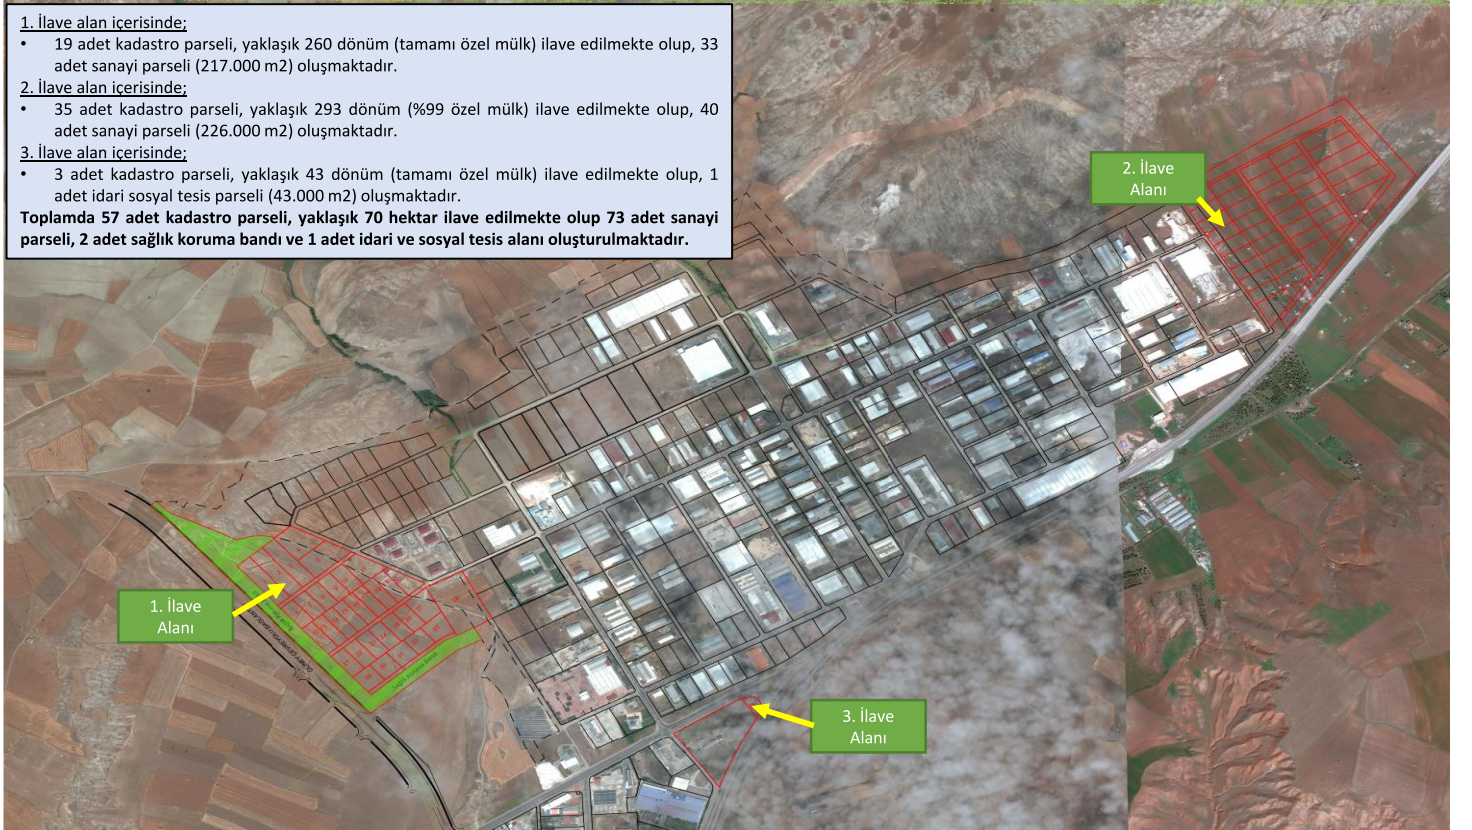 1. İlave alan içerisinde;
• 19 adet kadastro parseli, yaklaşık 260 dönüm (tamamı özel mülk) ilave edilmekte olup, 33
adet sanayi parseli (217.000 m2) oluşmaktadır.
2. İlave alan içerisinde;
• 35 adet kadastro parseli, yaklaşık 293 dönüm (%99 özel mülk) ilave edilmekte olup, 40
adet sanayi parseli (226.000 m2) oluşmaktadır.
3. İlave alan içerisinde;
• 3 adet kadastro parseli, yaklaşık 43 dönüm (tamamı özel mülk) ilave edilmekte olup, 1
adet idari sosyal tesis parseli (43.000 m2) oluşmaktadır.
Toplamda 57 adet kadastro parseli, yaklaşık 70 hektar ilave edilmekte olup 73 adet sanayi
parseli, 2 adet sağlık koruma bandı ve 1 adet idari ve sosyal tesis alanı oluşturulmaktadır.
2. İlave
Alanı
1. İlave
Alanı
Sağlık Koruma Bandı
3. İlave
Alanı